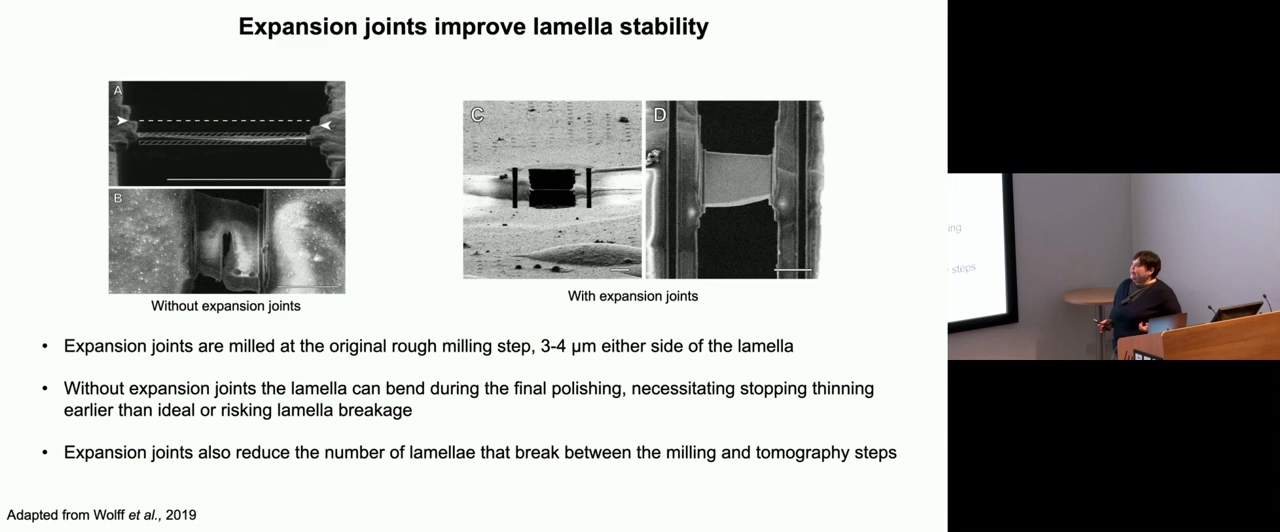 Expansion joints improve lamella stability
A
B
C
D
Without expansion joints
With expansion joints
• Expansion joints are milled at the original rough milling step, 3-4 µm either side of the lamella
• Without expansion joints the lamella can bend during the final polishing, necessitating stopping thinning
earlier than ideal or risking lamella breakage
• Expansion joints also reduce the number of lamellae that break between the milling and tomography steps
Adapted from Wolff et al., 2019
ing
steps